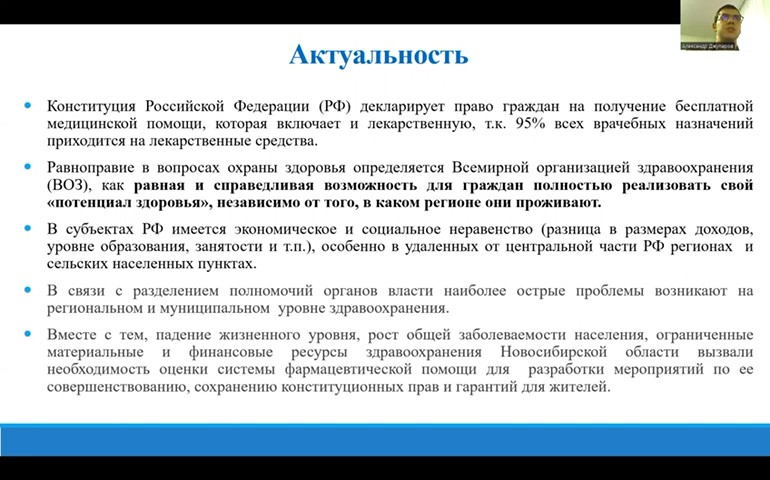 Александр Джупаров
Актуальность
Конституция Российской Федерации (РФ) декларирует право граждан на получение бесплатной
медицинской помощи, которая включает и лекарственную, т.к. 95% всех врачебных назначений
приходится на лекарственные средства.
Равноправие в вопросах охраны здоровья определяется Всемирной организацией здравоохранения
(ВОЗ), как равная и справедливая возможность для граждан полностью реализовать свой
«потенциал здоровья», независимо от того, в каком регионе они проживают.
В субъектах РФ имеется экономическое и социальное неравенство (разница в размерах доходов,
уровне образования, занятости и т.п.), особенно в удаленных от центральной части РФ регионах и
сельских населенных пунктах.
В связи с разделением полномочий органов власти наиболее острые проблемы возникают на
региональном и муниципальном уровне здравоохранения.
Вместе с тем, падение жизненного уровня, рост общей заболеваемости населения, ограниченные
материальные и финансовые ресурсы здравоохранения Новосибирской области вызвали
необходимость оценки системы фармацевтической помощи для разработки мероприятий по ее
совершенствованию, сохранению конституционных прав и гарантий для жителей.